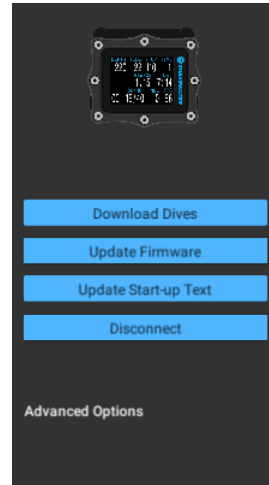 Download Dives
Update Firmware
Update Start-up Text
Disconnect
Advanced Options